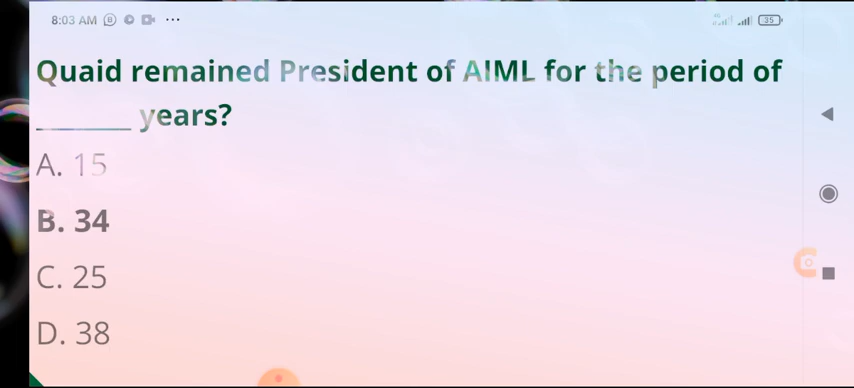 8:03 AM
35
Quaid remained President of AIML for the period of
_______ years?
A. 15
B. 34
C. 25
D. 38